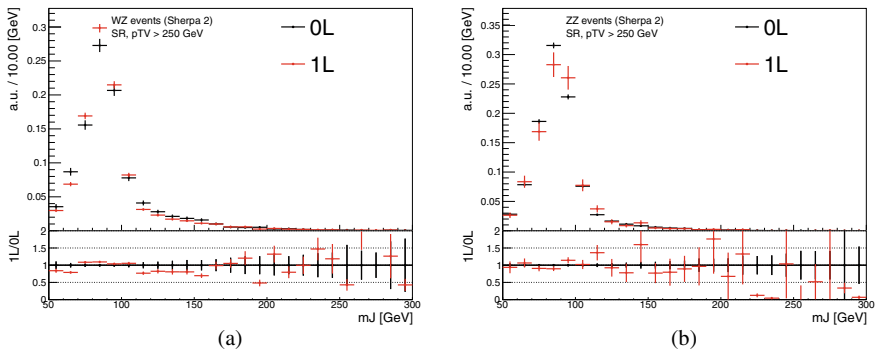 WZ events (Sherpa 2)
SR, pTV > 250 GeV
0L
1L
a.u. / 10.00 [GeV]
0.3
0.25
0.2
0.15
0.1
0.05
2
1.5
1
0.5
0
1L/0L
50 100 150 200 250 300
mJ [GeV]
(a)
ZZ events (Sherpa 2)
SR, pTV > 250 GeV
0L
1L
a.u. / 10.00 [GeV]
0.35
0.3
0.25
0.2
0.15
0.1
0.05
2
1.5
1
0.5
0
1L/0L
50 100 150 200 250 300
mJ [GeV]
(b)